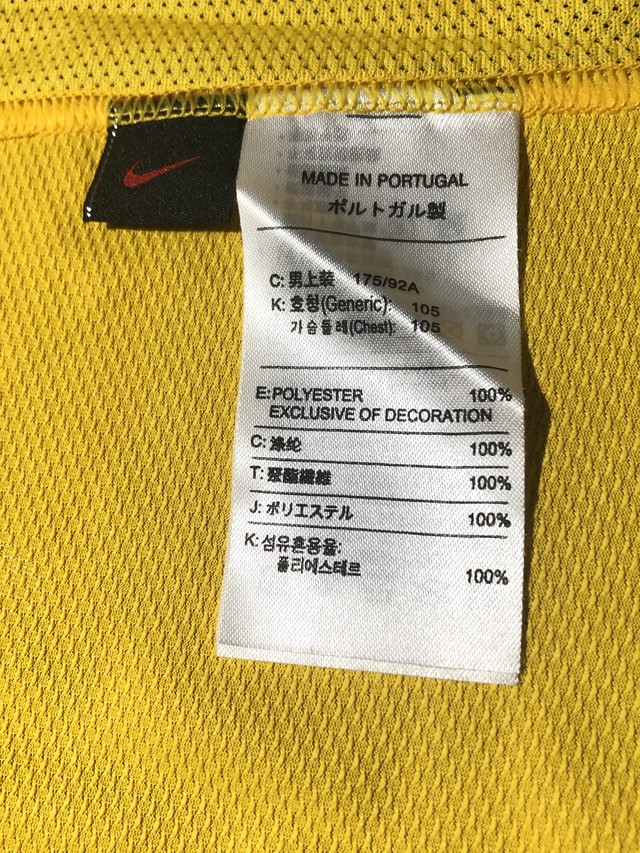 MADE IN PORTUGAL
ポルトガル製
C: 男上装 175/92A
K: 호칭(Generic): 105
가슴둘레(Chest): 105
E:POLYESTER 100%
EXCLUSIVE OF DECORATION
C: 涤纶 100%
T: 聚酯纖維 100%
J: ポリエステル 100%
K: 섬유혼용율:
폴리에스테르 100%